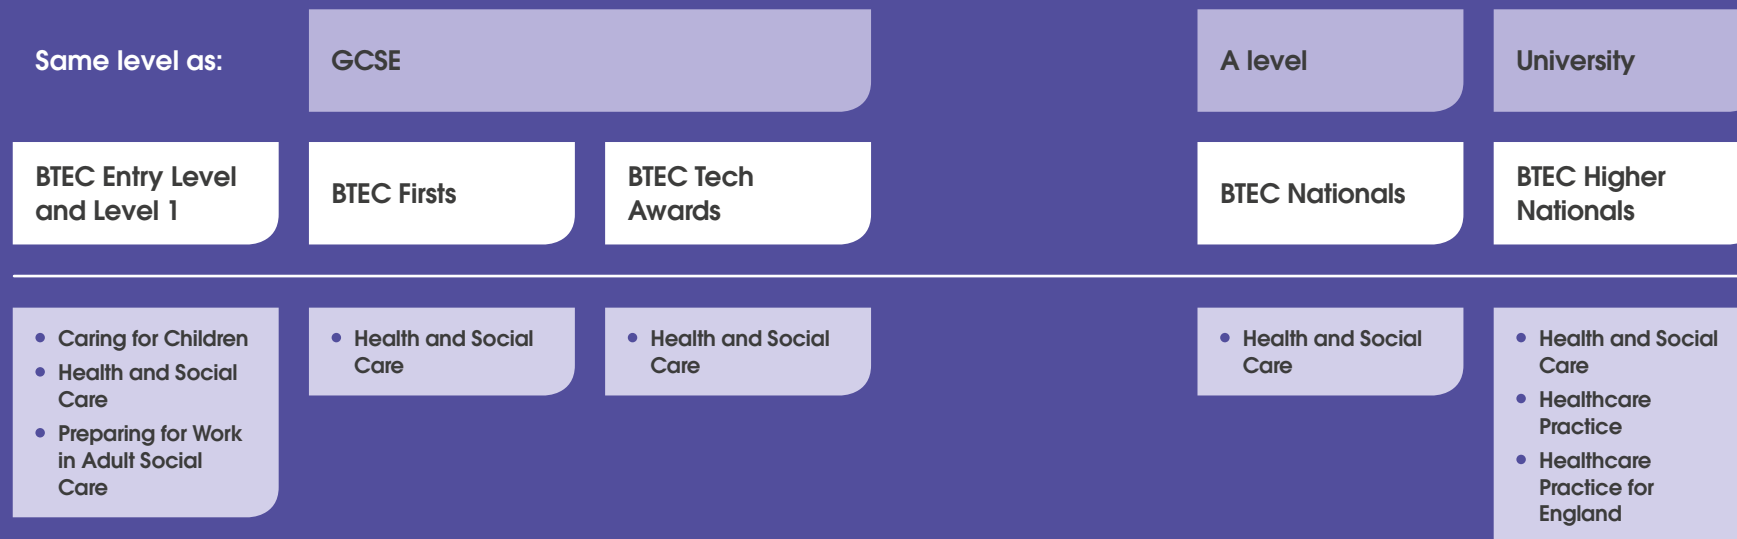 Same level as:
GCSE
A level
University
BTEC Entry Level
and Level 1
BTEC Firsts
BTEC Tech
Awards
BTEC Nationals
BTEC Higher
Nationals
• Caring for Children
• Health and Social
Care
• Preparing for Work
in Adult Social
Care
• Health and Social
Care
• Health and Social
Care
• Health and Social
Care
• Health and Social
Care
• Healthcare
Practice
• Healthcare
Practice for
England